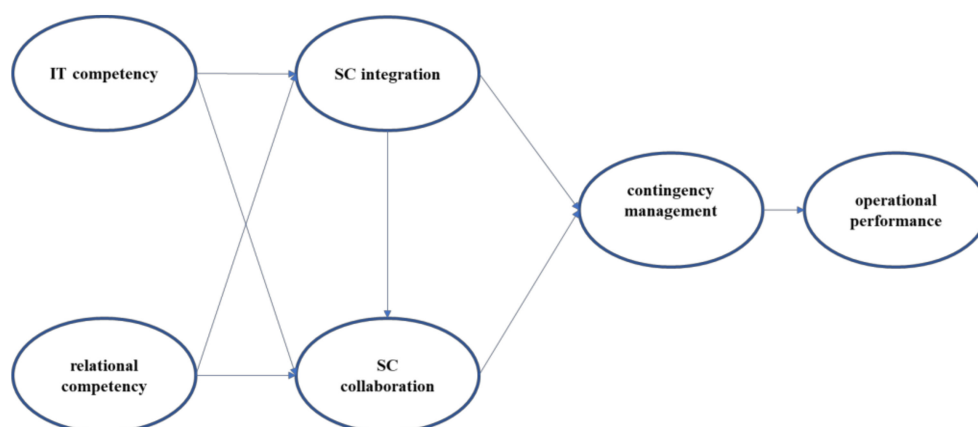 IT competency
SC integration
contingency
management
operational
performance
relational
competency
SC
collaboration